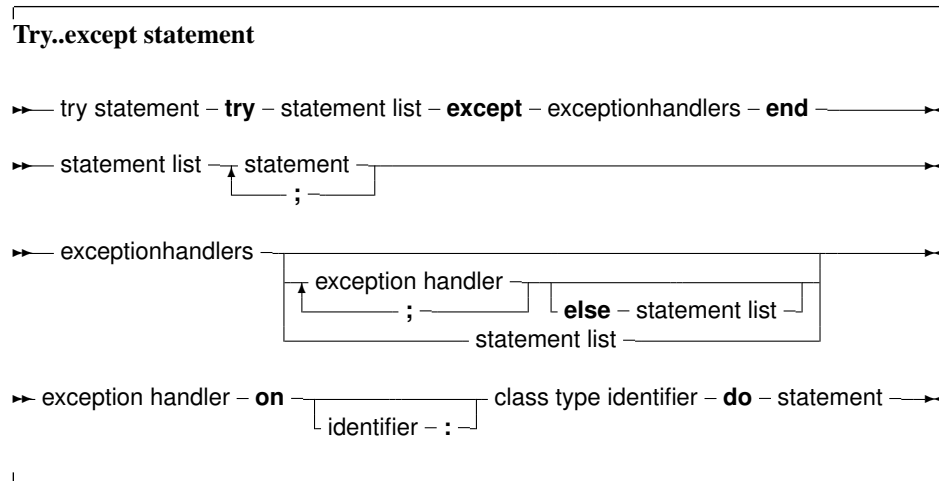 Try..except statement
try statement – try – statement list – except – exceptionhandlers – end
statement list statement
;
exceptionhandlers
exception handler
; else – statement list
statement list
exception handler – on class type identifier – do – statement
identifier – :